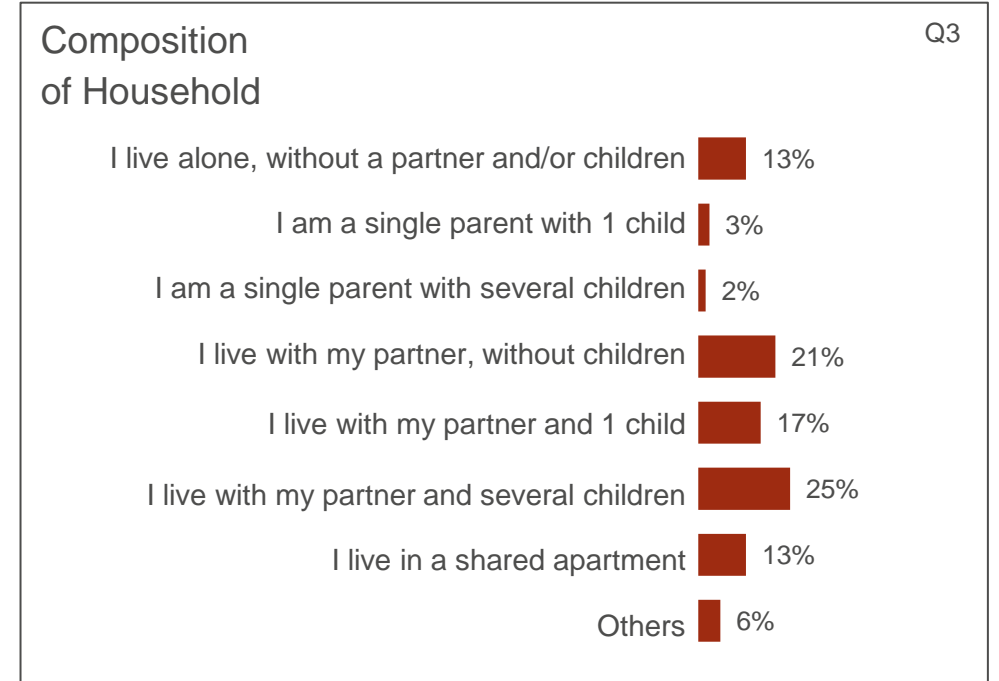 Composition
of Household
Q3
I live alone, without a partner and/or children 13%
I am a single parent with 1 child 3%
I am a single parent with several children 2%
I live with my partner, without children 21%
I live with my partner and 1 child 17%
I live with my partner and several children 25%
I live in a shared apartment 13%
Others 6%